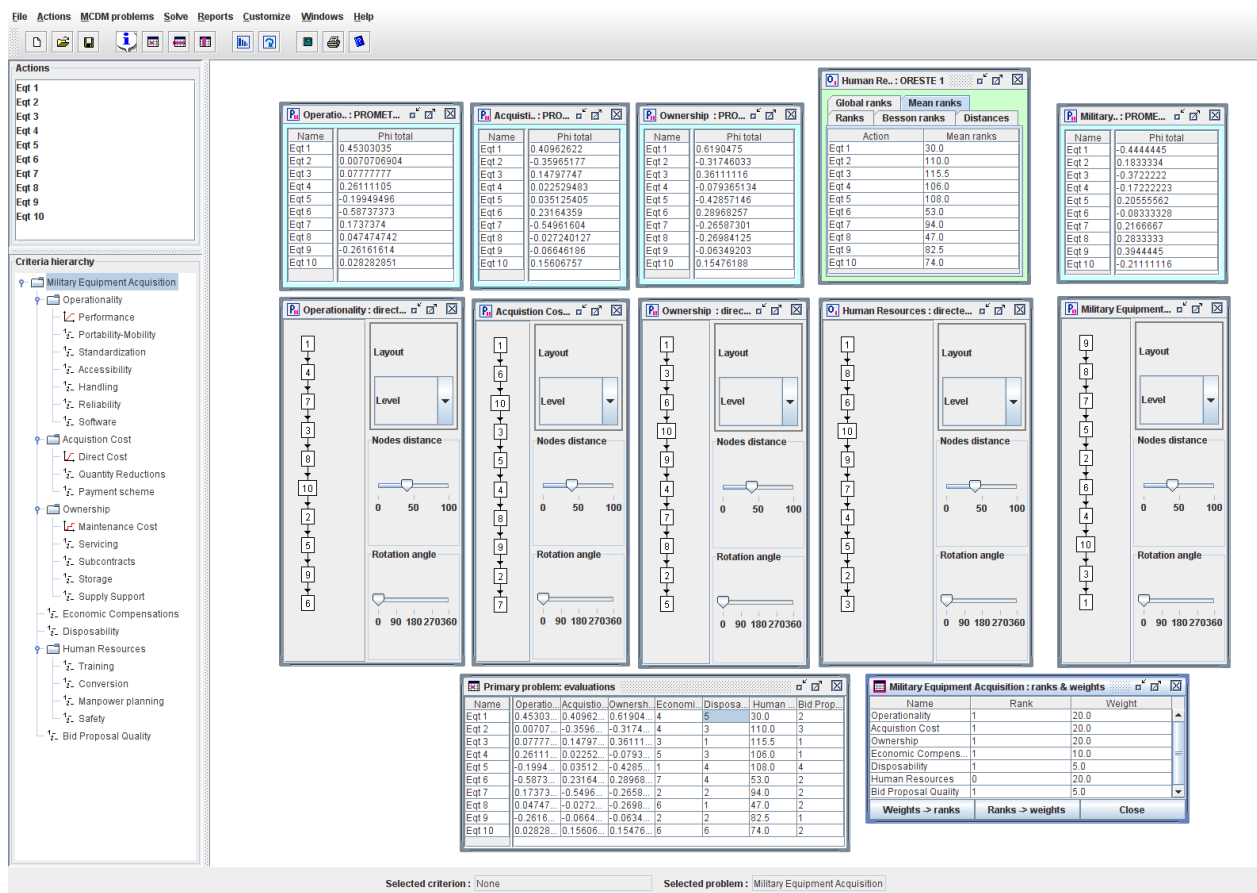 File Actions MCDM problems Solve Reports Customize Windows Help
Actions
Eqt 1
Eqt 2
Eqt 3
Eqt 4
Eqt 5
Eqt 6
Eqt 7
Eqt 8
Eqt 9
Eqt 10
Criteria hierarchy
Military Equipment Acquisition
Operationality
Performance
Portability-Mobility
Standardization
Accessibility
Handling
Reliability
Software
Acquistion Cost
Direct Cost
Quantity Reductions
Payment scheme
Ownership
Maintenance Cost
Servicing
Subcontracts
Storage
Supply Support
Economic Compensations
Disposability
Human Resources
Training
Conversion
Manpower planning
Safety
Bid Proposal Quality
Operatio.. : PROMET...
Name Phi total
Eqt 1 0.45303035
Eqt 2 0.0070706904
Eqt 3 0.07777777
Eqt 4 0.26111105
Eqt 5 -0.19949496
Eqt 6 -0.58737373
Eqt 7 0.1737374
Eqt 8 0.047474742
Eqt 9 -0.26161614
Eqt 10 0.028282851
Acquisti.. : PRO...
Name Phi total
Eqt 1 0.40962622
Eqt 2 -0.35965177
Eqt 3 0.14797747
Eqt 4 0.022529483
Eqt 5 0.035125405
Eqt 6 0.23164359
Eqt 7 -0.54961604
Eqt 8 -0.027240127
Eqt 9 -0.06646186
Eqt 10 0.15606757
Ownership : PRO...
Name Phi total
Eqt 1 0.6190475
Eqt 2 -0.31746033
Eqt 3 0.36111116
Eqt 4 -0.079365134
Eqt 5 -0.42857146
Eqt 6 0.28968257
Eqt 7 -0.26587301
Eqt 8 -0.26984125
Eqt 9 -0.06349203
Eqt 10 0.15476188
Human Re.. : ORESTE 1
Global ranks Mean ranks
Ranks Besson ranks Distances
Action Mean ranks
Eqt 1 30.0
Eqt 2 110.0
Eqt 3 115.5
Eqt 4 106.0
Eqt 5 108.0
Eqt 6 53.0
Eqt 7 94.0
Eqt 8 47.0
Eqt 9 82.5
Eqt 10 74.0
Military.. : PROME...
Name Phi total
Eqt 1 -0.4444445
Eqt 2 0.1833334
Eqt 3 -0.3722222
Eqt 4 -0.17222223
Eqt 5 0.20555562
Eqt 6 -0.08333328
Eqt 7 0.2166667
Eqt 8 0.2833333
Eqt 9 0.3944445
Eqt 10 -0.21111116
Operationality : direct...
1
4
7
3
8
10
2
5
9
6
Layout
Level
Nodes distance
0 50 100
Rotation angle
0 90 180 270360
Acquistion Cos...
1
6
10
3
5
4
8
9
2
7
Layout
Level
Nodes distance
0 50 100
Rotation angle
0 90 180 270360
Ownership : direc...
1
3
6
10
9
4
7
8
2
5
Layout
Level
Nodes distance
0 50 100
Rotation angle
0 90 180 270360
Human Resources : directe...
1
8
6
10
9
7
4
5
2
3
Layout
Level
Nodes distance
0 50 100
Rotation angle
0 90 180 270360
Military Equipment...
9
8
7
5
2
6
4
10
3
1
Layout
Level
Nodes distance
0 50 100
Rotation angle
0 90 180 270360
Primary problem: evaluations
Name Operatio... Acquistio... Ownersh... Economi... Disposa... Human ... Bid Prop...
Eqt 1 0.45303... 0.40962... 0.61904... 4 5 30.0 2
Eqt 2 0.00707... -0.3596... -0.3174... 4 3 110.0 3
Eqt 3 0.07777... 0.14797... 0.36111... 3 1 115.5 1
Eqt 4 0.26111... 0.02252... -0.0793... 5 3 106.0 1
Eqt 5 -0.1994... 0.03512... -0.4285... 1 4 108.0 4
Eqt 6 -0.5873... 0.23164... 0.28968... 7 4 53.0 2
Eqt 7 0.17373... -0.5496... -0.2658... 2 2 94.0 2
Eqt 8 0.04747... -0.0272... -0.2698... 6 1 47.0 2
Eqt 9 -0.2616... -0.0664... -0.0634... 2 2 82.5 1
Eqt 10 0.02828... 0.15606... 0.15476... 6 6 74.0 2
Military Equipment Acquisition : ranks & weights
Name Rank Weight
Operationality 1 20.0
Acquistion Cost 1 20.0
Ownership 1 20.0
Economic Compens... 1 10.0
Disposability 1 5.0
Human Resources 0 20.0
Bid Proposal Quality 1 5.0
Weights -> ranks Ranks -> weights Close
Selected criterion : None Selected problem : Military Equipment Acquisition